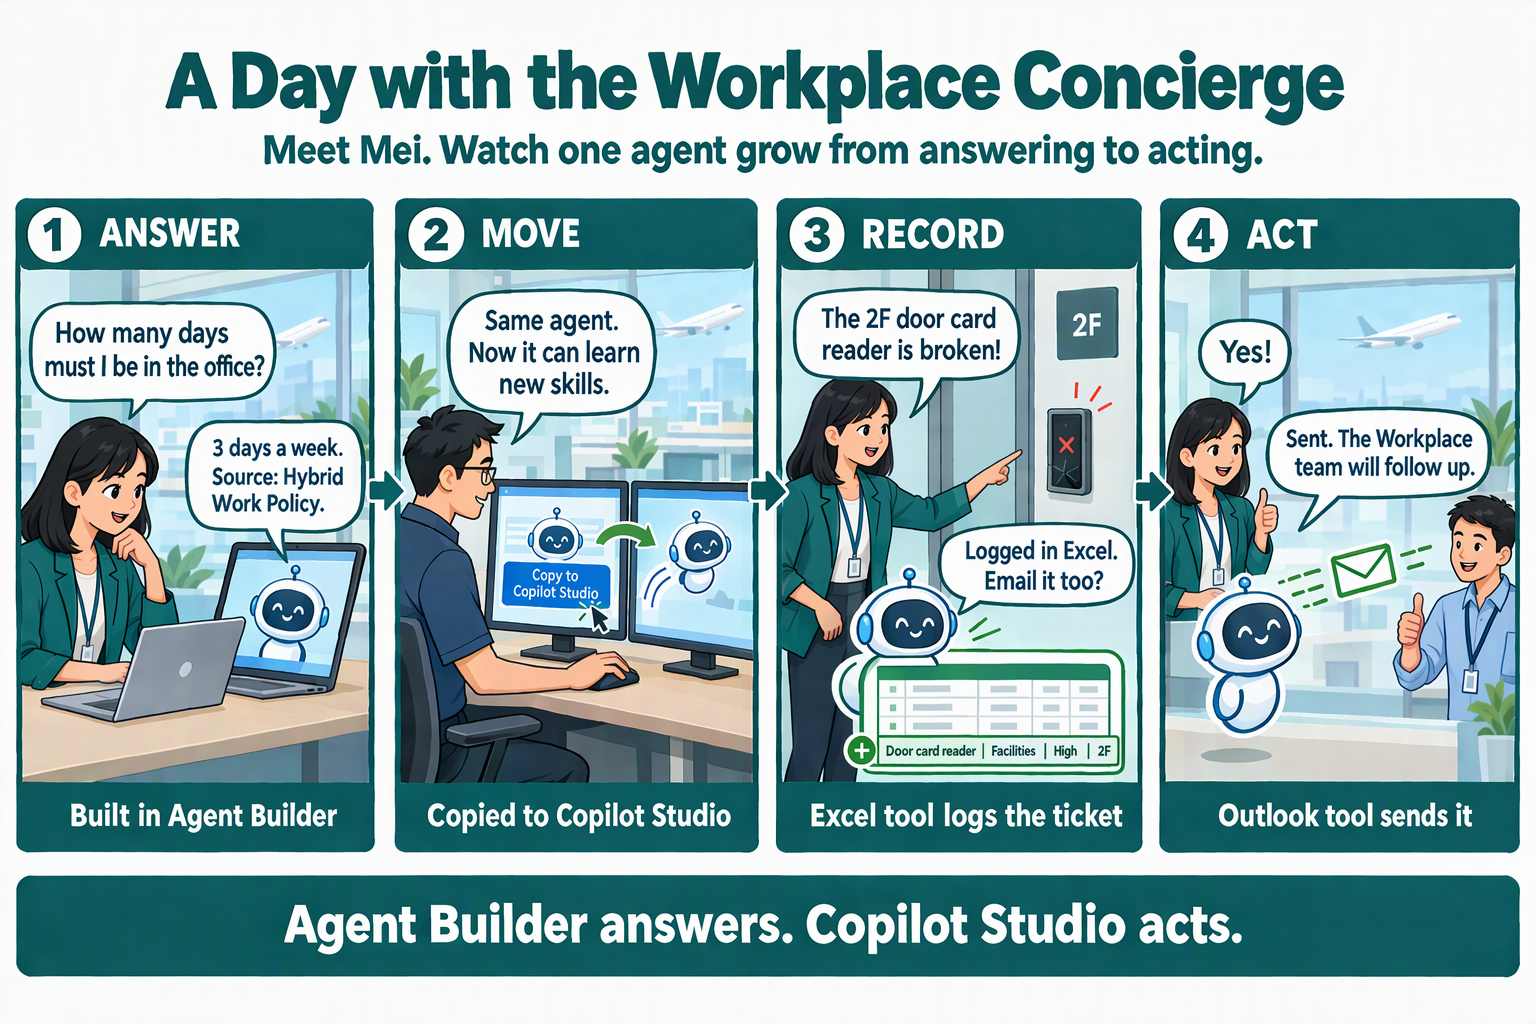 A Day with the Workplace Concierge
Meet Mei. Watch one agent grow from answering to acting.
1 ANSWER
How many days
must I be in the office?
3 days a week.
Source: Hybrid
Work Policy.
Built in Agent Builder
2 MOVE
Same agent.
Now it can learn
new skills.
Copy to
Copilot Studio
Copied to Copilot Studio
3 RECORD
The 2F door card
reader is broken!
2F
Logged in Excel.
Email it too?
Door card reader | Facilities | High | 2F
Excel tool logs the ticket
4 ACT
Yes!
Sent. The Workplace
team will follow up.
Outlook tool sends it
Agent Builder answers. Copilot Studio acts.